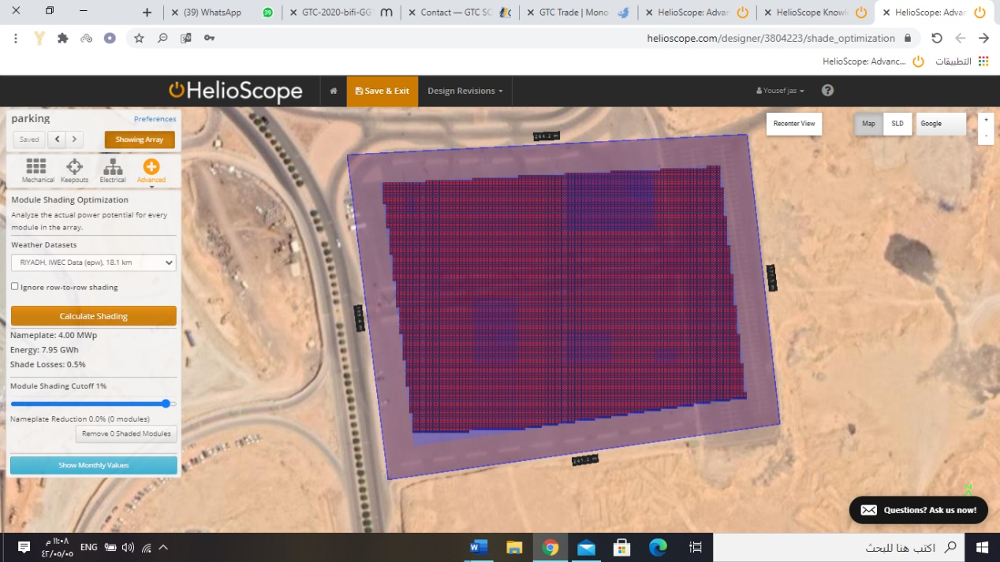 (39) WhatsApp
39
GTC-2020-bifi-GG
Contact — GTC SO
GTC Trade | Mono
HelioScope: Advan
HelioScope Knowl
HelioScope: Advan
helioscope.com/designer/3804223/shade_optimization
HelioScope: Advanc...
التطبيقات
HelioScope
Save & Exit
Design Revisions
Yousef jas
?
parking
Preferences
Saved
Showing Array
Mechanical
Keepouts
Electrical
Advanced
Module Shading Optimization
Analyze the actual power potential for every
module in the array.
Weather Datasets
RIYADH, IWEC Data (epw), 18.1 km
Ignore row-to-row shading
Calculate Shading
Nameplate: 4.00 MWp
Energy: 7.95 GWh
Shade Losses: 0.5%
Module Shading Cutoff 1%
Nameplate Reduction 0.0% (0 modules)
Remove 0 Shaded Modules
Show Monthly Values
Recenter View
Map
SLD
Google
+
-
244.2 m
241.2 m
Questions? Ask us now!
١١:٠٨ م
٤٢/٠٥/٠٥
ENG
اكتب هنا للبحث